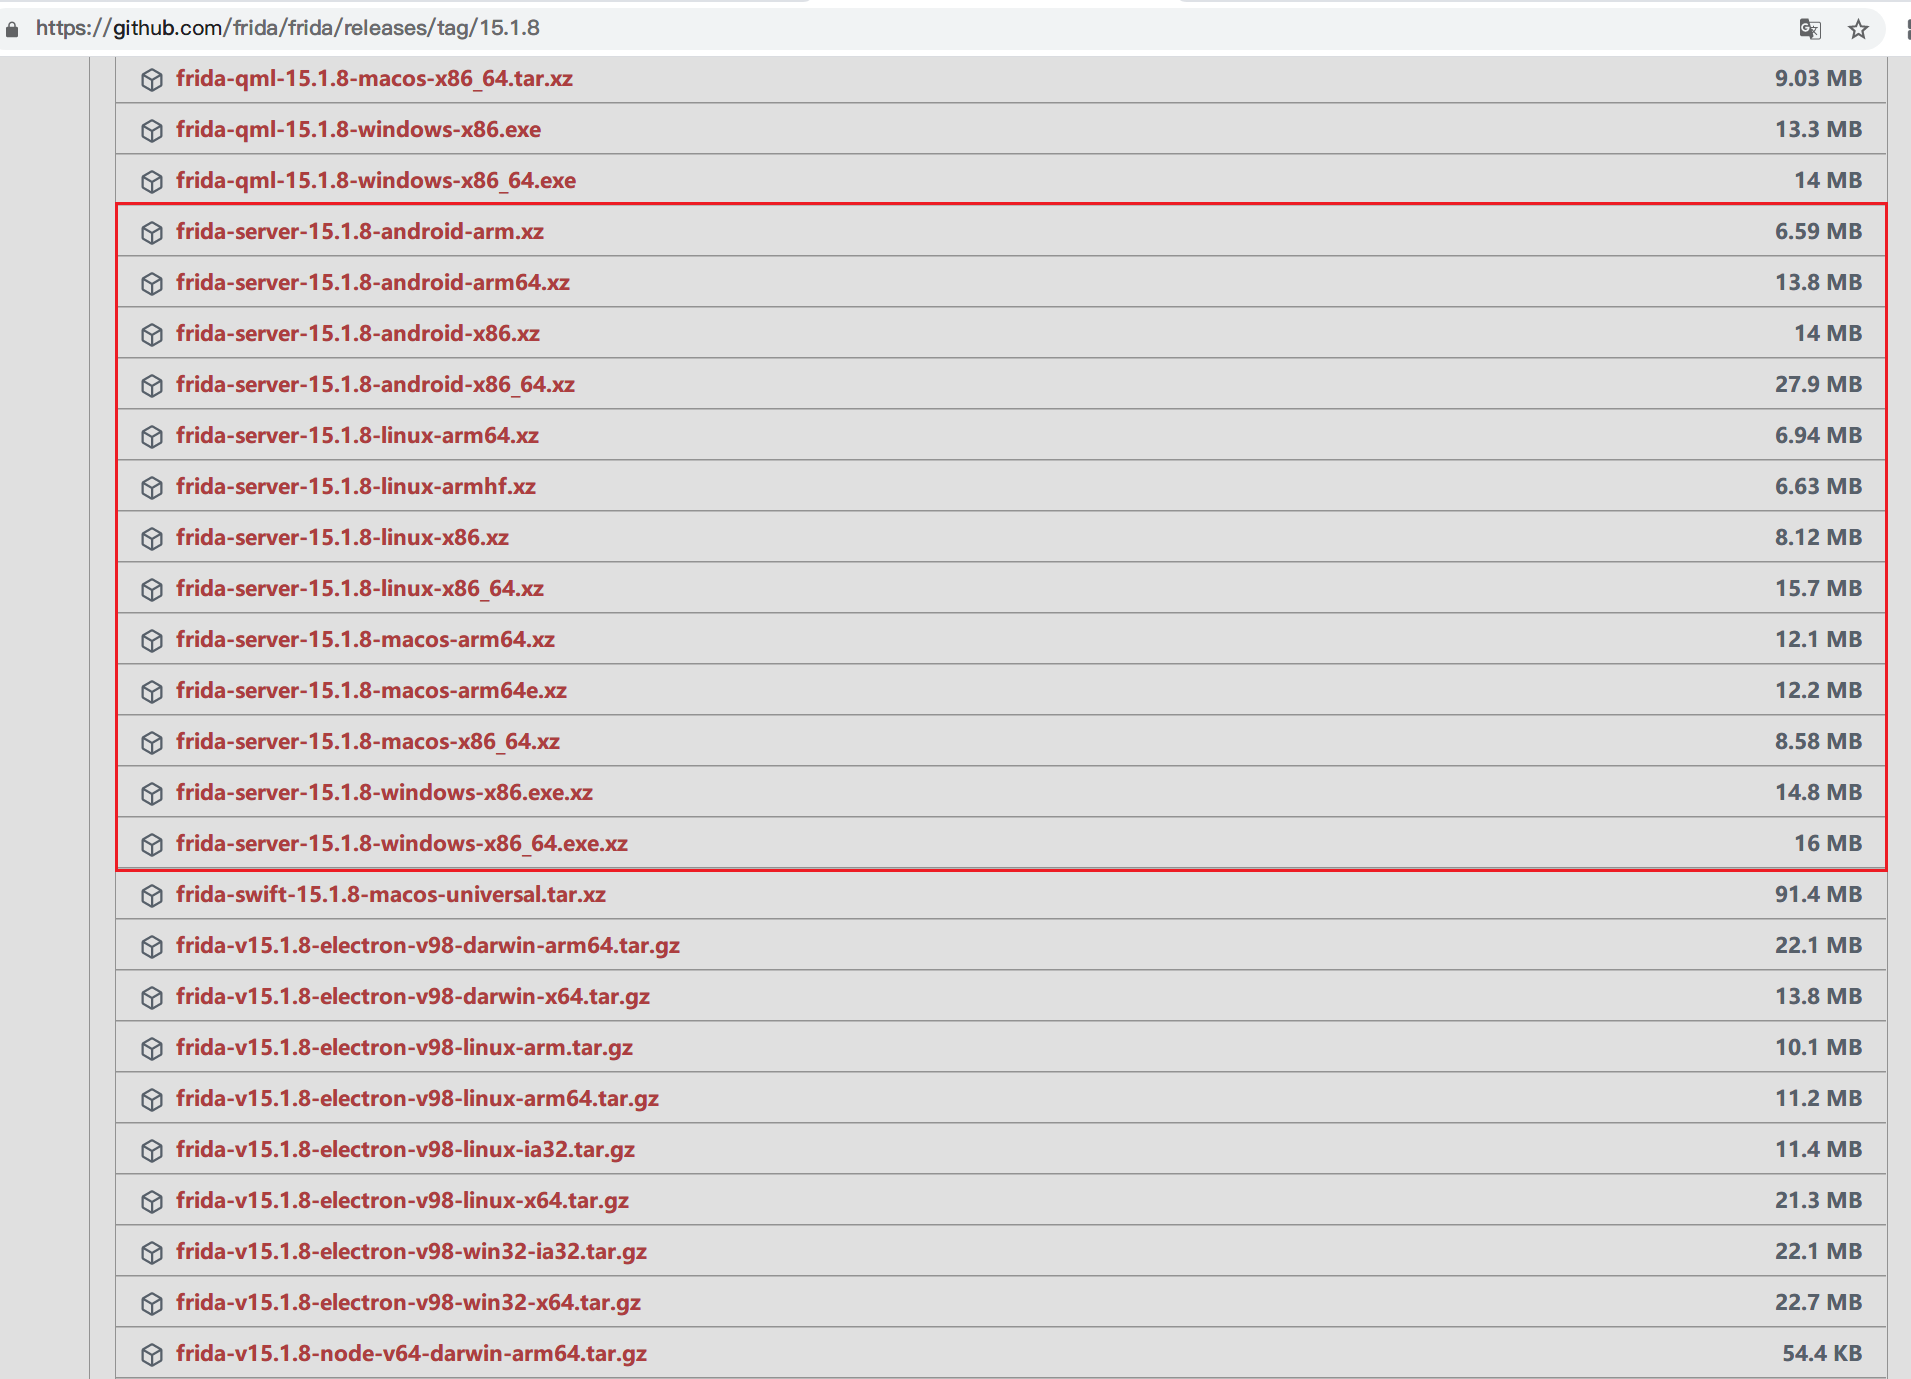 https://github.com/frida/frida/releases/tag/15.1.8
frida-qml-15.1.8-macos-x86_64.tar.xz 9.03 MB
frida-qml-15.1.8-windows-x86.exe 13.3 MB
frida-qml-15.1.8-windows-x86_64.exe 14 MB
frida-server-15.1.8-android-arm.xz 6.59 MB
frida-server-15.1.8-android-arm64.xz 13.8 MB
frida-server-15.1.8-android-x86.xz 14 MB
frida-server-15.1.8-android-x86_64.xz 27.9 MB
frida-server-15.1.8-linux-arm64.xz 6.94 MB
frida-server-15.1.8-linux-armhf.xz 6.63 MB
frida-server-15.1.8-linux-x86.xz 8.12 MB
frida-server-15.1.8-linux-x86_64.xz 15.7 MB
frida-server-15.1.8-macos-arm64.xz 12.1 MB
frida-server-15.1.8-macos-arm64e.xz 12.2 MB
frida-server-15.1.8-macos-x86_64.xz 8.58 MB
frida-server-15.1.8-windows-x86.exe.xz 14.8 MB
frida-server-15.1.8-windows-x86_64.exe.xz 16 MB
frida-swift-15.1.8-macos-universal.tar.xz 91.4 MB
frida-v15.1.8-electron-v98-darwin-arm64.tar.gz 22.1 MB
frida-v15.1.8-electron-v98-darwin-x64.tar.gz 13.8 MB
frida-v15.1.8-electron-v98-linux-arm.tar.gz 10.1 MB
frida-v15.1.8-electron-v98-linux-arm64.tar.gz 11.2 MB
frida-v15.1.8-electron-v98-linux-ia32.tar.gz 11.4 MB
frida-v15.1.8-electron-v98-linux-x64.tar.gz 21.3 MB
frida-v15.1.8-electron-v98-win32-ia32.tar.gz 22.1 MB
frida-v15.1.8-electron-v98-win32-x64.tar.gz 22.7 MB
frida-v15.1.8-node-v64-darwin-arm64.tar.gz 54.4 KB